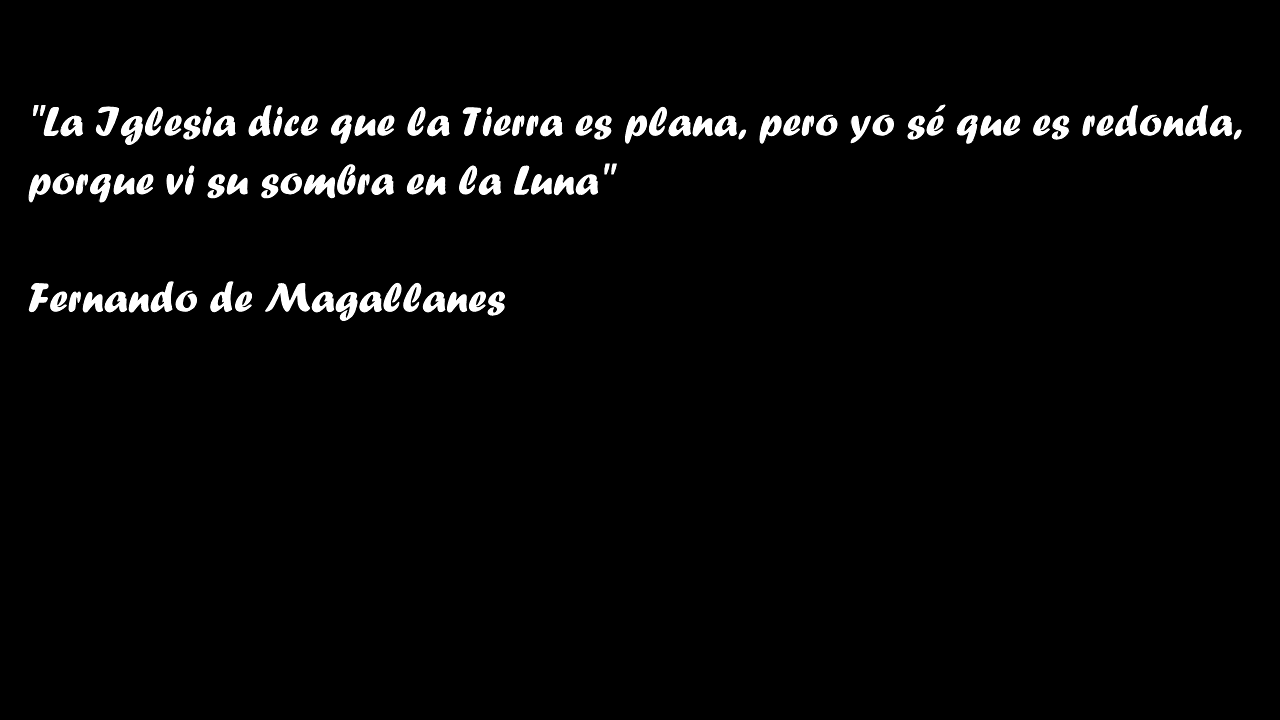 "La Iglesia dice que la Tierra es plana, pero yo sé que es redonda,
porque vi su sombra en la Luna"
Fernando de Magallanes